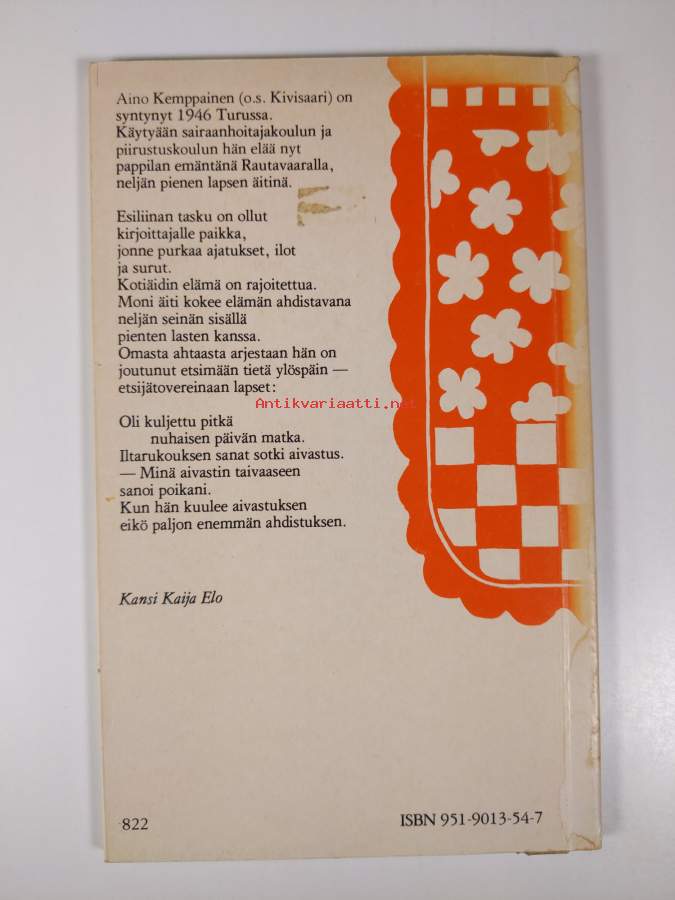 Aino Kemppainen (o.s. Kivisaari) on
syntynyt 1946 Turussa.
Käytyään sairaanhoitajakoulun ja
piirustuskoulun hän elää nyt
pappilan emäntänä Rautavaaralla,
neljän pienen lapsen äitinä.
Esiliinan tasku on ollut
kirjoittajalle paikka,
jonne purkaa ajatukset, ilot
ja surut.
Kotiäidin elämä on rajoitettua.
Moni äiti kokee elämän ahdistavana
neljän seinän sisällä
pienten lasten kanssa.
Omasta ahtaasta arjestaan hän on
joutunut etsimään tietä ylöspäin —
etsijätovereinaan lapset:
Antikvariaatti.net
Oli kuljettu pitkä
nuhaisen päivän matka.
Iltarukouksen sanat sotki aivastus.
— Minä aivastin taivaaseen
sanoi poikani.
Kun hän kuulee aivastuksen
eikö paljon enemmän ahdistuksen.
Kansi Kaija Elo
822
ISBN 951-9013-54-7